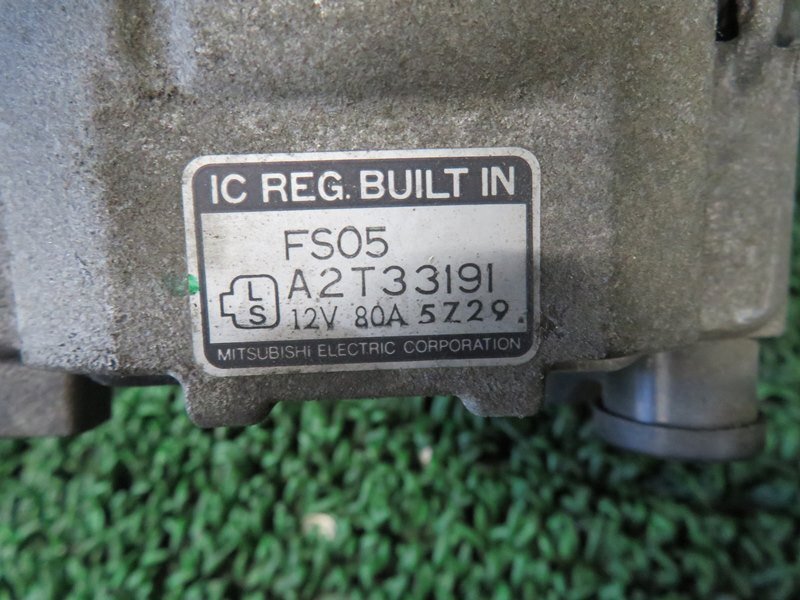 IC REG. BUILT IN
FS05
L A2T33191
S 12V 80A 5Z29.
MITSUBISHI ELECTRIC CORPORATION